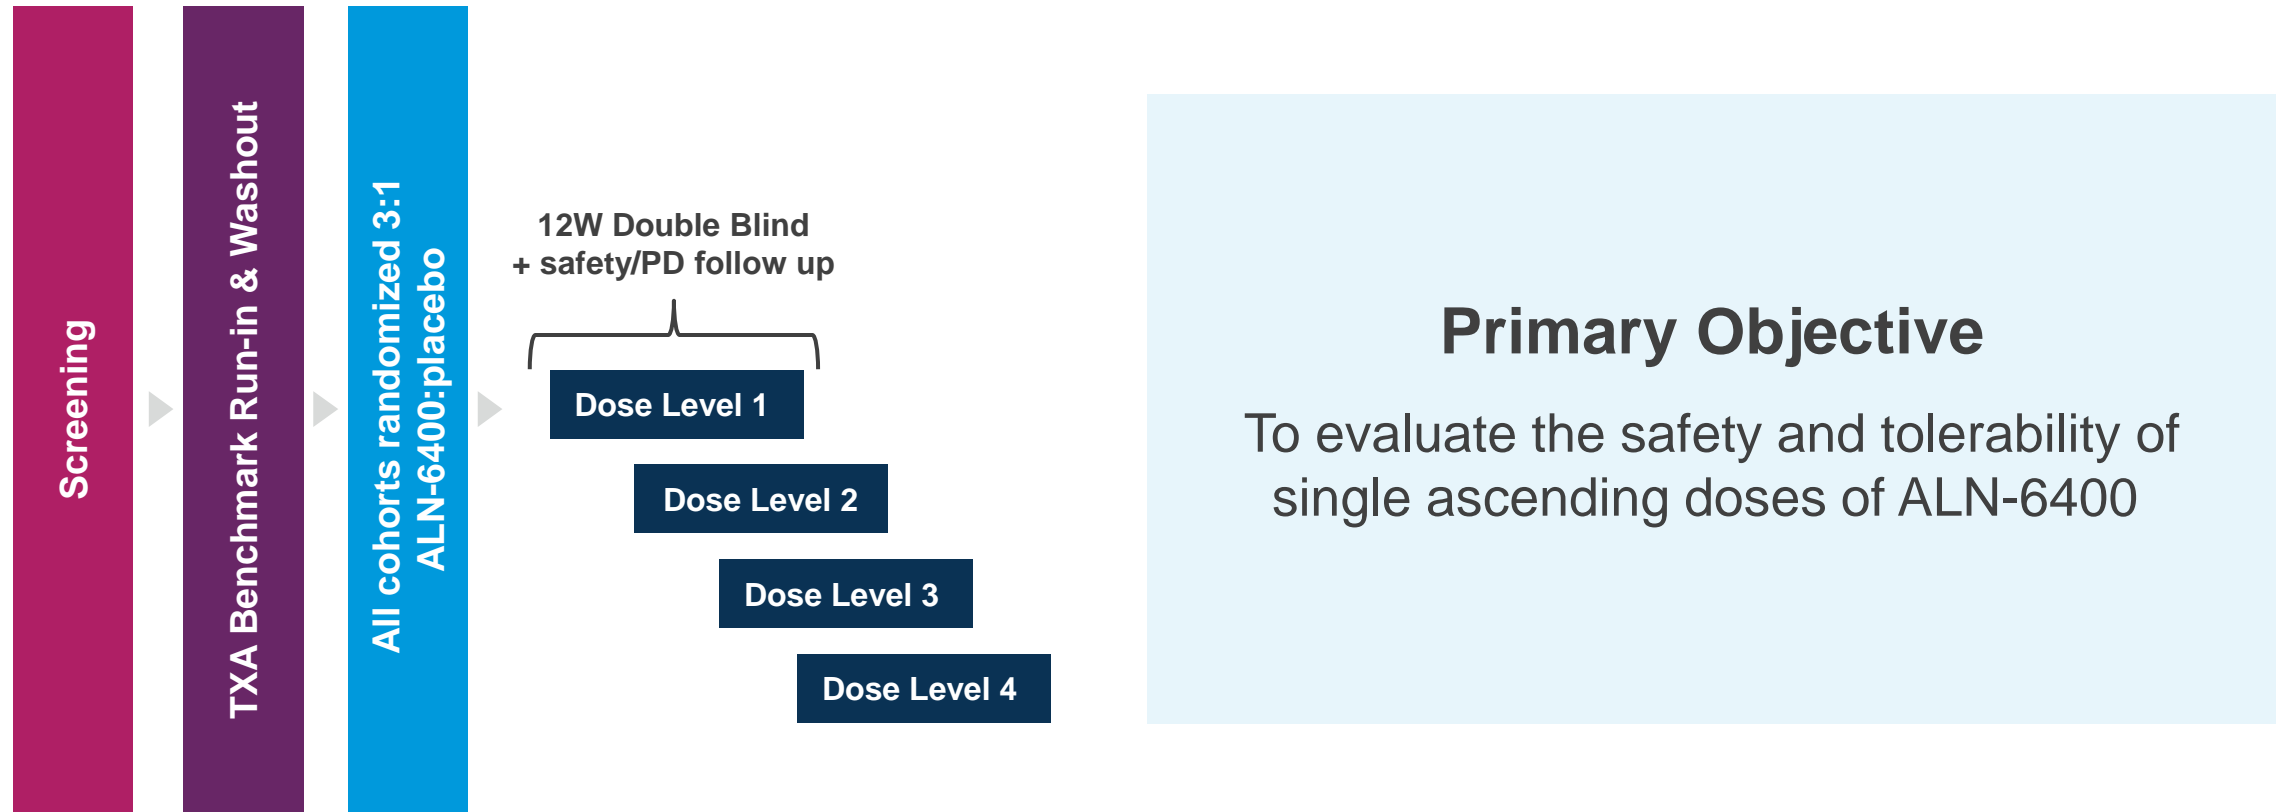 Screening
TXA Benchmark Run-in & Washout
All cohorts randomized 3:1
ALN-6400:placebo
12W Double Blind
+ safety/PD follow up
Dose Level 1
Dose Level 2
Dose Level 3
Dose Level 4
Primary Objective
To evaluate the safety and tolerability of
single ascending doses of ALN-6400